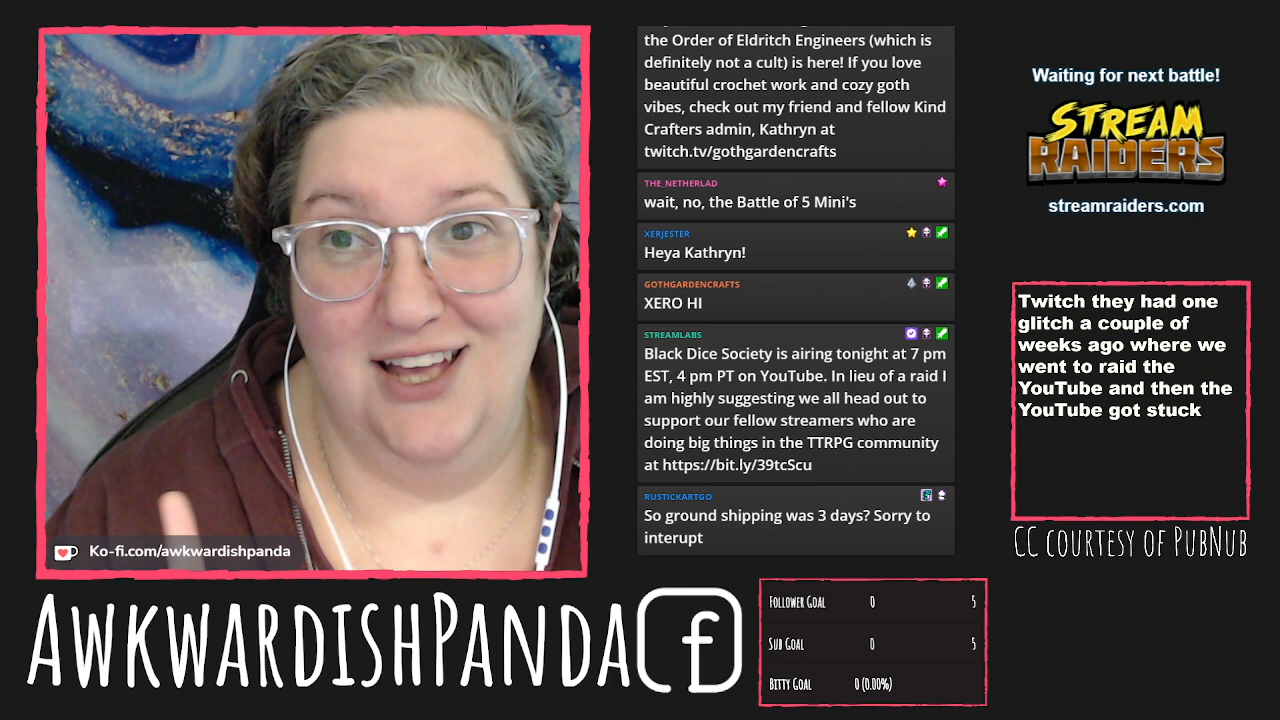 the Order of Eldritch Engineers (which is
definitely not a cult) is here! If you love
beautiful crochet work and cozy goth
vibes, check out my friend and fellow Kind
Crafters admin, Kathryn at
twitch.tv/gothgardencrafts
THE_NETHERLAD
wait, no, the Battle of 5 Mini's
XERJESTER
Heya Kathryn!
GOTHGARDENCRAFTS
XERO HI
STREAMLABS
Black Dice Society is airing tonight at 7 pm
EST, 4 pm PT on YouTube. In lieu of a raid I
am highly suggesting we all head out to
support our fellow streamers who are
doing big things in the TTRPG community
at https://bit.ly/39tcScu
RUSTICKARTGO
So ground shipping was 3 days? Sorry to
interupt
Waiting for next battle!
STREAM
RAIDERS
streamraiders.com
Twitch they had one
glitch a couple of
weeks ago where we
went to raid the
YouTube and then the
YouTube got stuck
CC COURTESY OF PUBNUB
Ko-fi.com/awkwardishpanda
AWKWARDISHPANDA
f
FOLLOWER GOAL 0 5
SUB GOAL 0 5
BITTY GOAL 0 (0.00%)